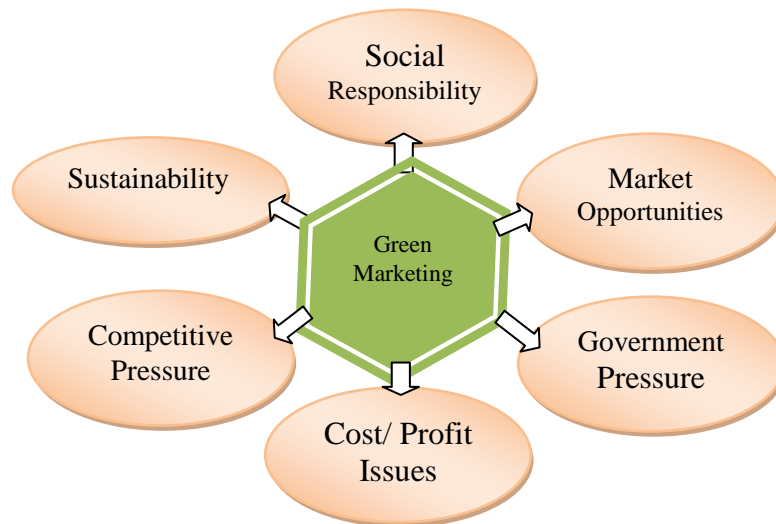 Social
Responsibility
Sustainability
Market
Opportunities
Green
Marketing
Competitive
Pressure
Government
Pressure
Cost/ Profit
Issues